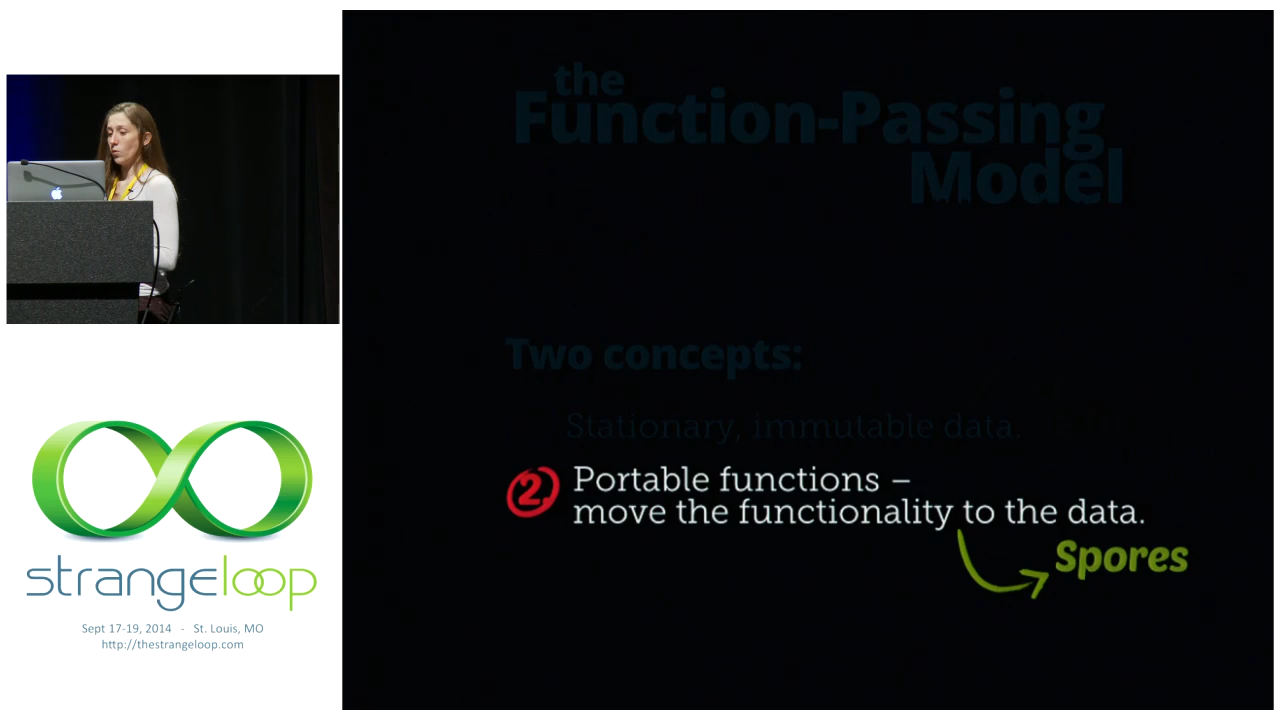 the
Function-Passing
Model
Two concepts:
Stationary, immutable data.
2. Portable functions –
move the functionality to the data.
Spores
strangeloop
Sept 17-19, 2014 - St. Louis, MO
http://thestrangeloop.com